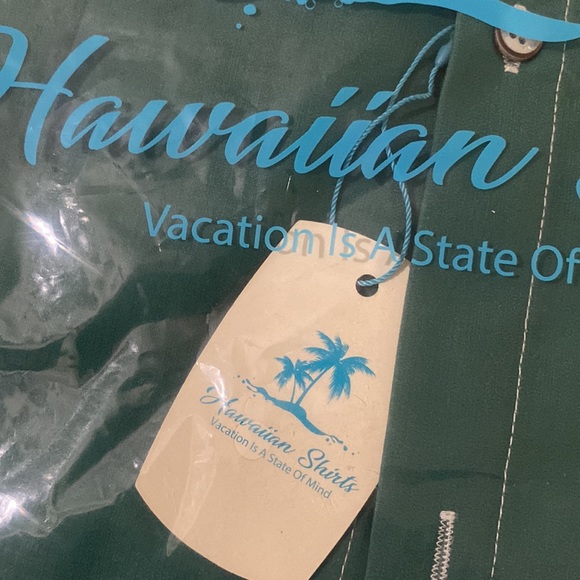 Hawaiian
Vacation Is A State Of
Hawaiian Shirts
Vacation Is A State Of Mind